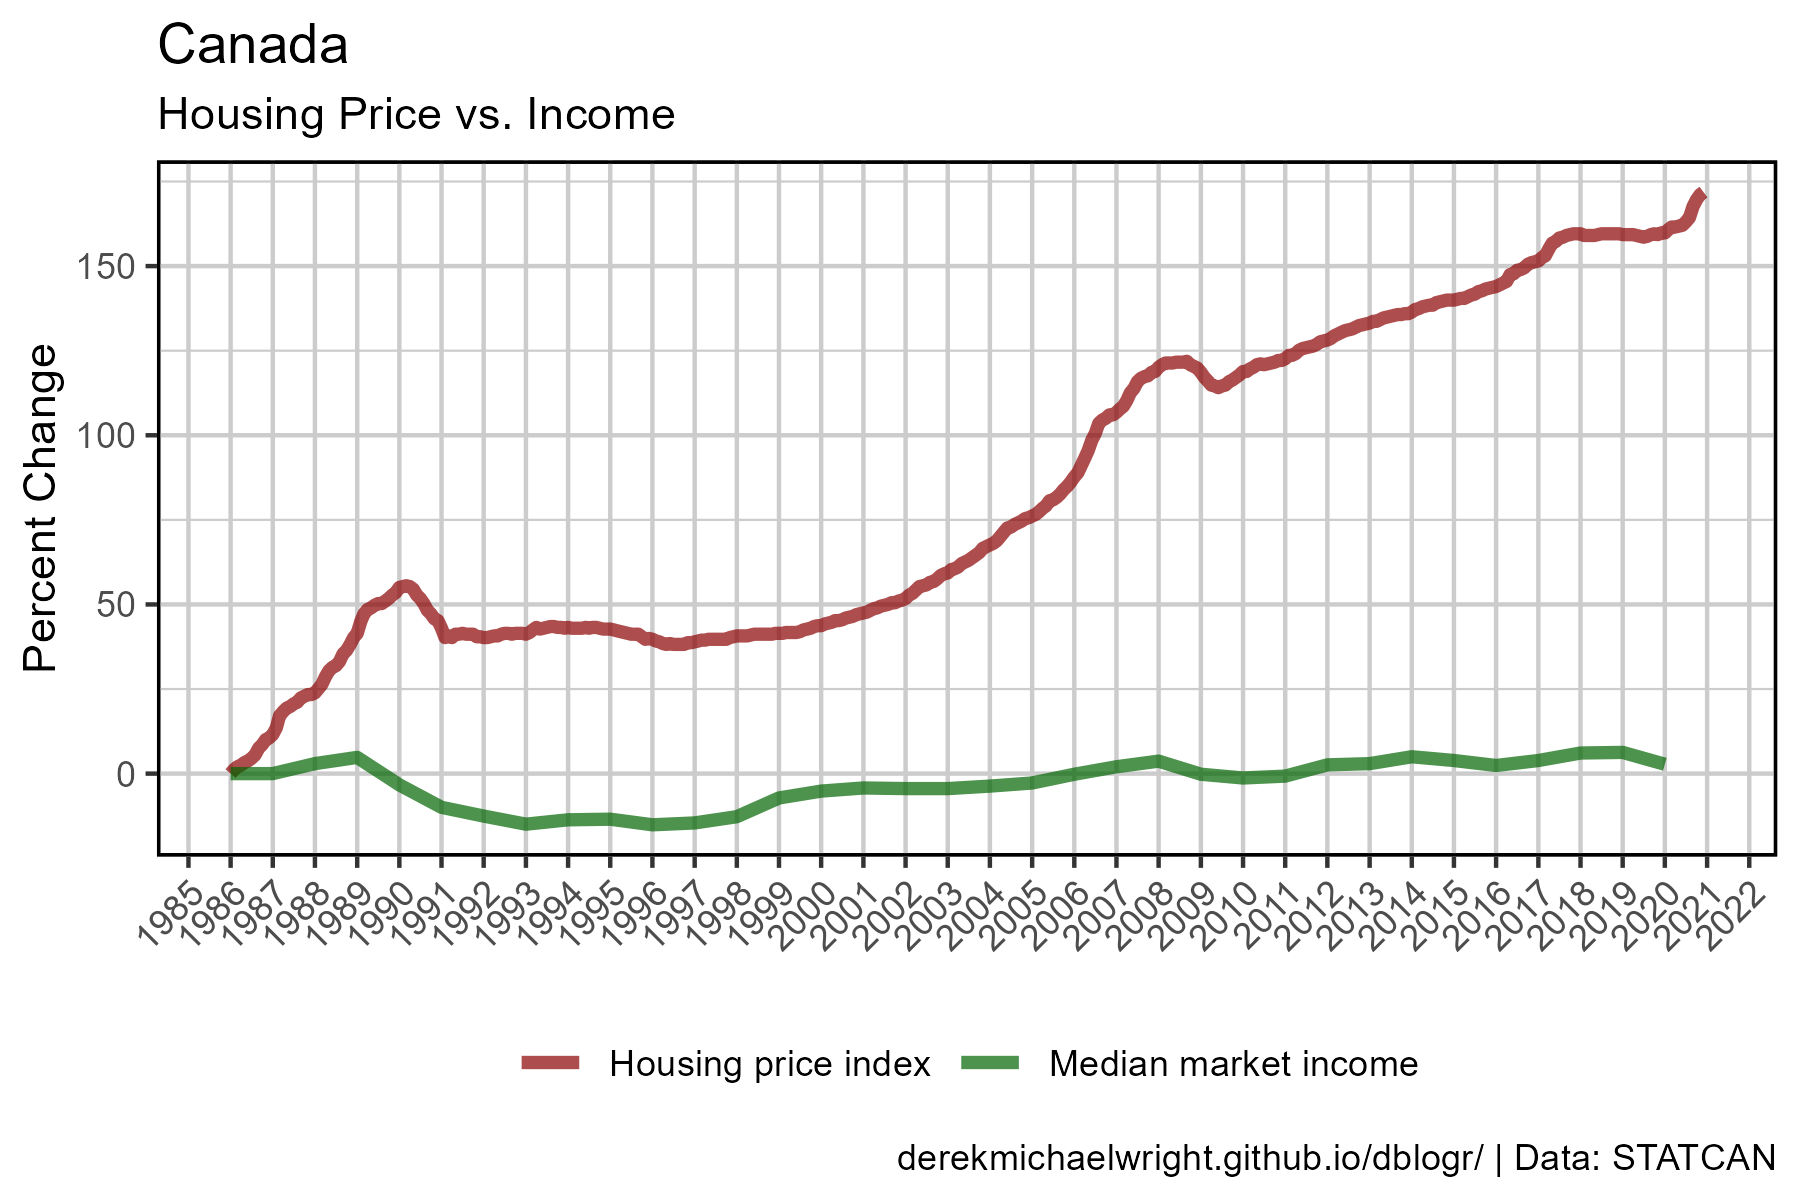 Canada
Housing Price vs. Income
Percent Change
150
100
50
0
1985 1986 1987 1988 1989 1990 1991 1992 1993 1994 1995 1996 1997 1998 1999 2000 2001 2002 2003 2004 2005 2006 2007 2008 2009 2010 2011 2012 2013 2014 2015 2016 2017 2018 2019 2020 2021 2022
Housing price index Median market income
derekmichaelwright.github.io/dblogr/ | Data: STATCAN